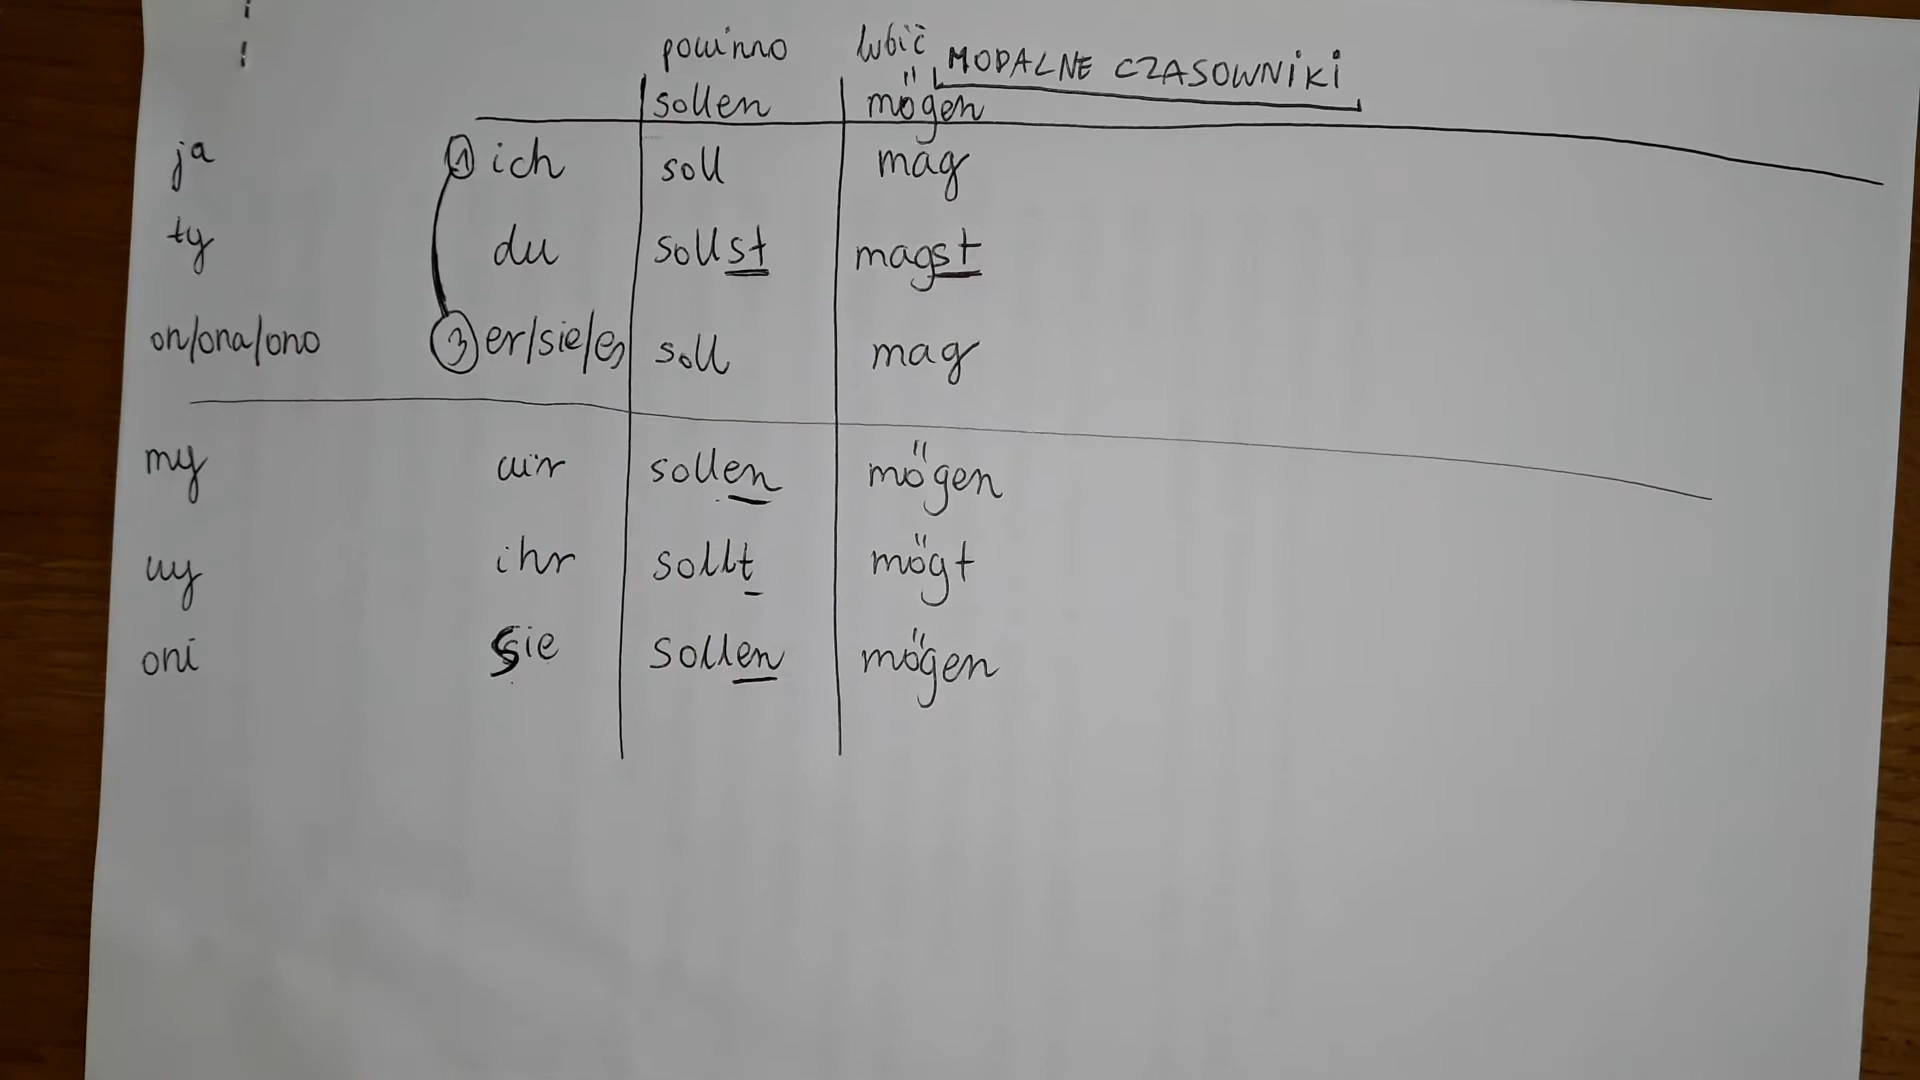 powinno lubić MODALNE CZASOWNIKI
sollen mögen
ja 1 ich soll mag
ty du sollst magst
on/ona/ono 3 er/sie/es soll mag
my wir sollen mögen
wy ihr sollt mögt
oni sie sollen mögen